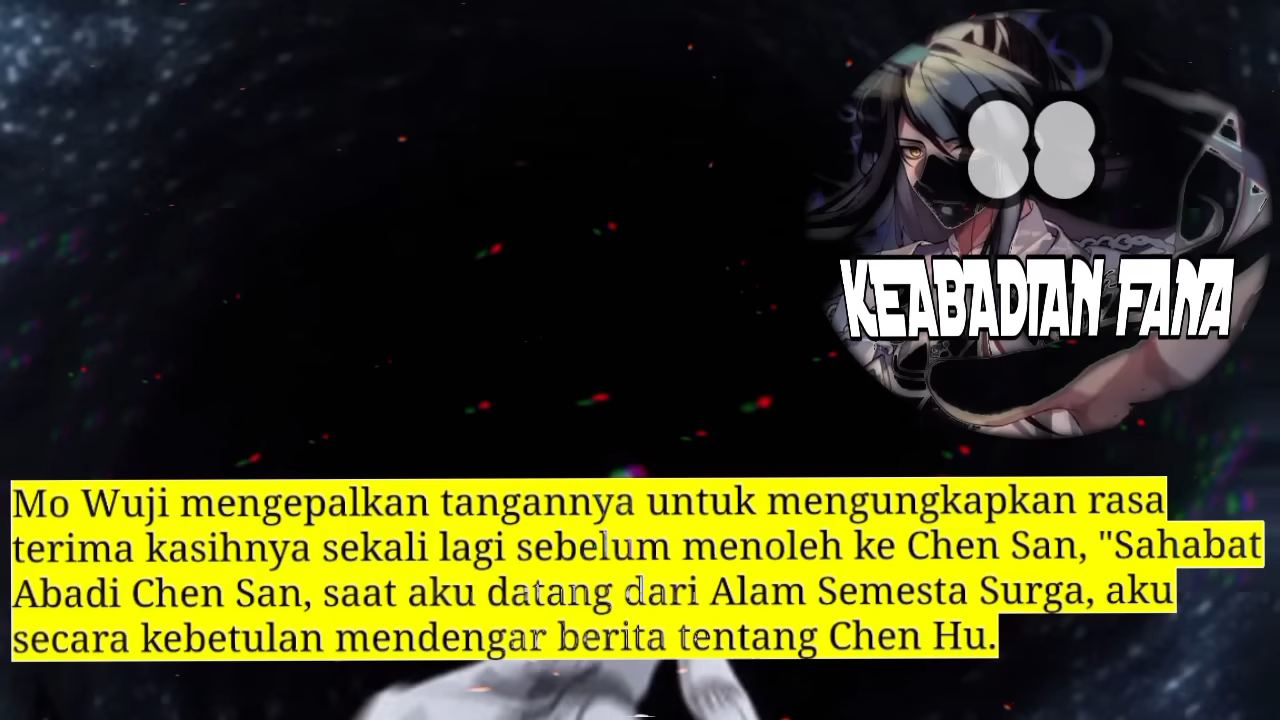 KEABADIAN FANA
Mo Wuji mengepalkan tangannya untuk mengungkapkan rasa
terima kasihnya sekali lagi sebelum menoleh ke Chen San, "Sahabat
Abadi Chen San, saat aku datang dari Alam Semesta Surga, aku
secara kebetulan mendengar berita tentang Chen Hu.